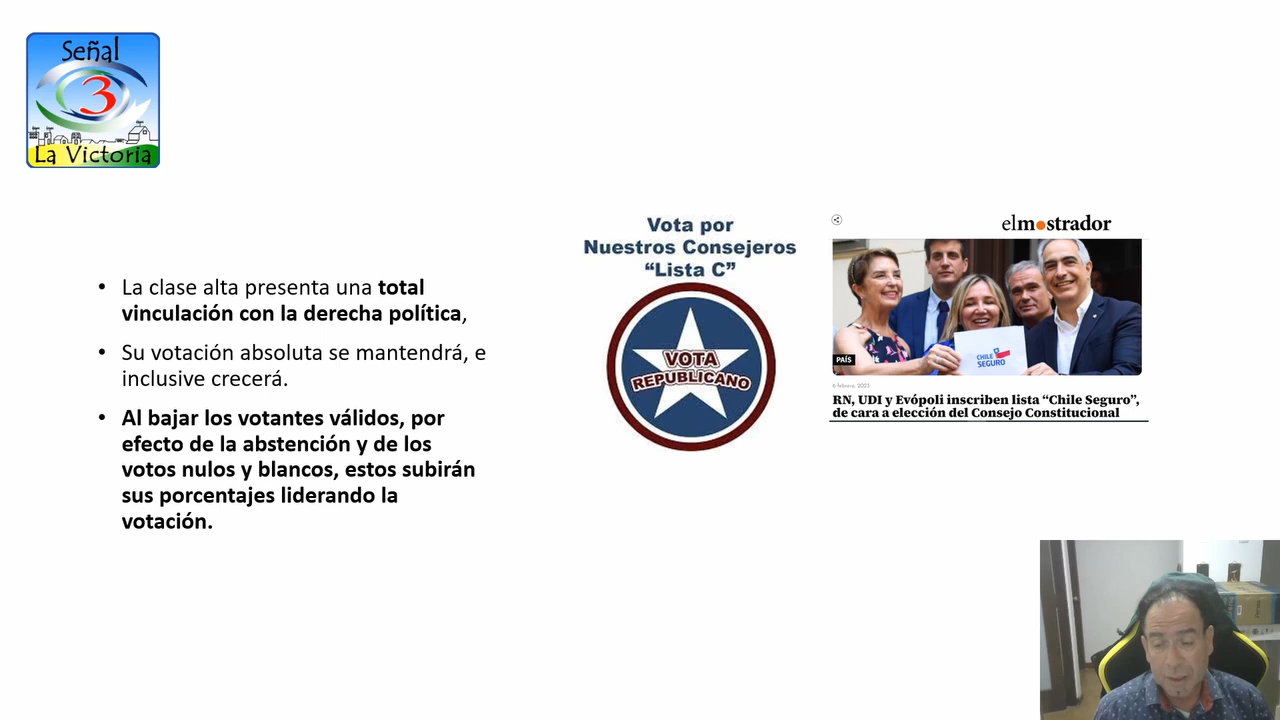 Señal
3
La Victoria
• La clase alta presenta una total
vinculación con la derecha política,
• Su votación absoluta se mantendrá, e
inclusive crecerá.
• Al bajar los votantes válidos, por
efecto de la abstención y de los
votos nulos y blancos, estos subirán
sus porcentajes liderando la
votación.
Vota por
Nuestros Consejeros
“Lista C”
VOTA
REPUBLICANO
elmostrador
CHILE
SEGURO
PAÍS
6 febrero, 2023
RN, UDI y Evópoli inscriben lista “Chile Seguro”,
de cara a elección del Consejo Constitucional